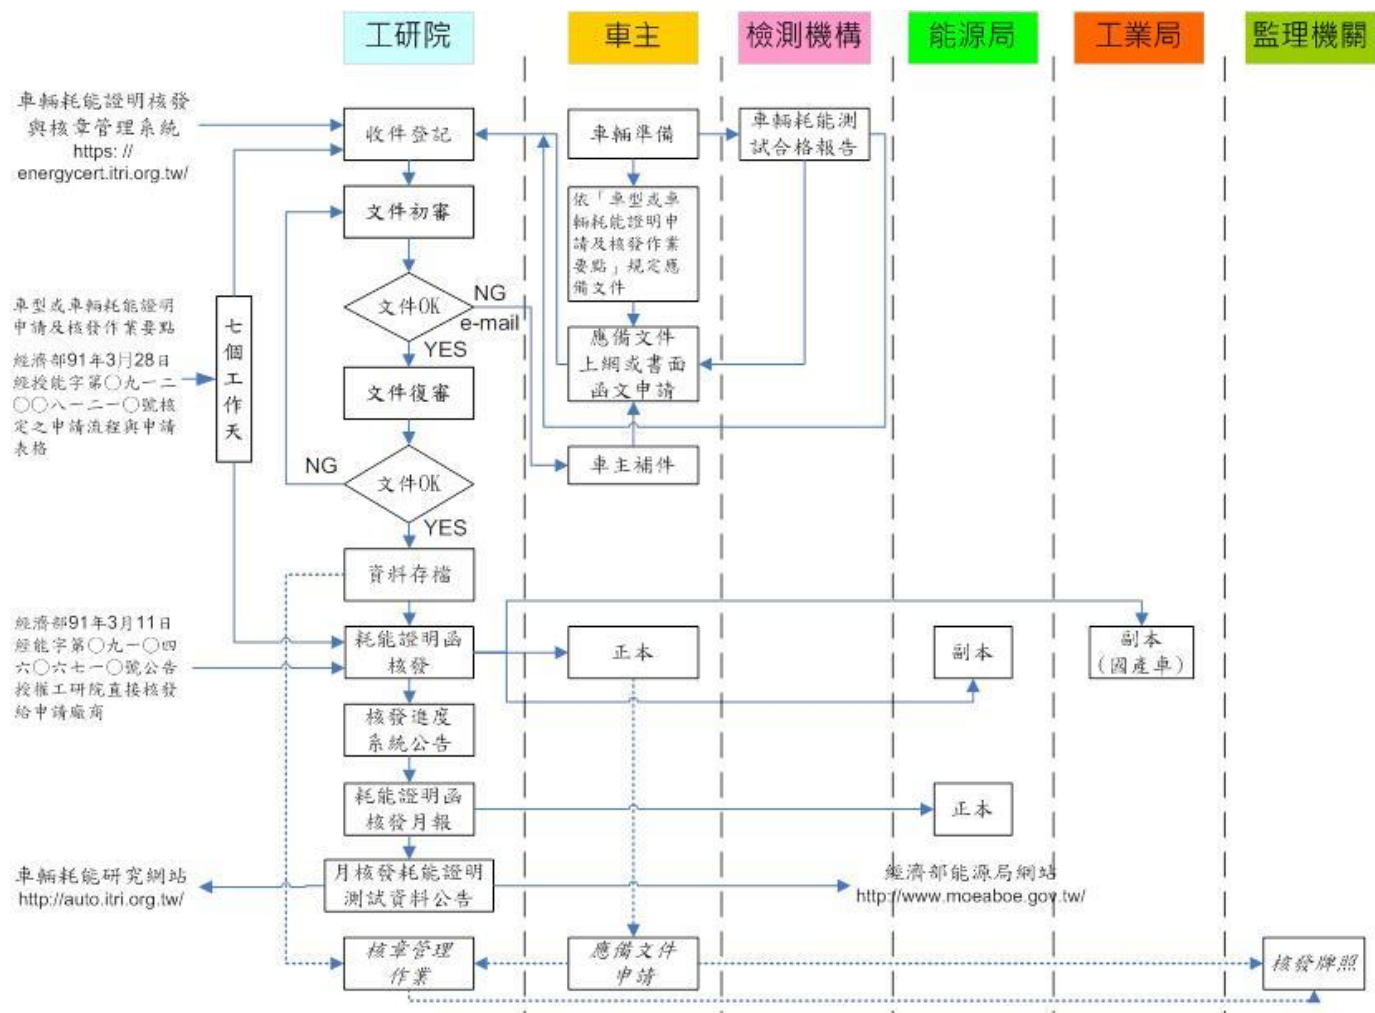 工研院
車主
檢測機構
能源局
工業局
監理機關
車輛耗能證明核發
與核章管理系統
https: //
energycert.itri.org.tw/
收件登記
車輛準備
車輛耗能測
試合格報告
文件初審
依「車型或車
輛耗能證明申
請及核發作業
要點」規定應
備文件
文件OK
NG
e-mail
YES
應備文件
上網或書面
函文申請
車型或車輛耗能證明
申請及核發作業要點
經濟部91年3月28日
經授能字第〇九一二
〇〇八一二一〇號核
定之申請流程與申請
表格
七個工作天
文件復審
NG
文件OK
YES
車主補件
資料存檔
經濟部91年3月11日
經能字第〇九一〇四
六〇六七一〇號公告
授權工研院直接核發
給申請廠商
耗能證明函
核發
正本
副本
副本
(國產車)
核發進度
系統公告
耗能證明函
核發月報
正本
車輛耗能研究網站
http://auto.itri.org.tw/
月核發耗能證明
測試資料公告
經濟部能源局網站
http://www.moeaboe.gov.tw/
核章管理
作業
應備文件
申請
核發牌照